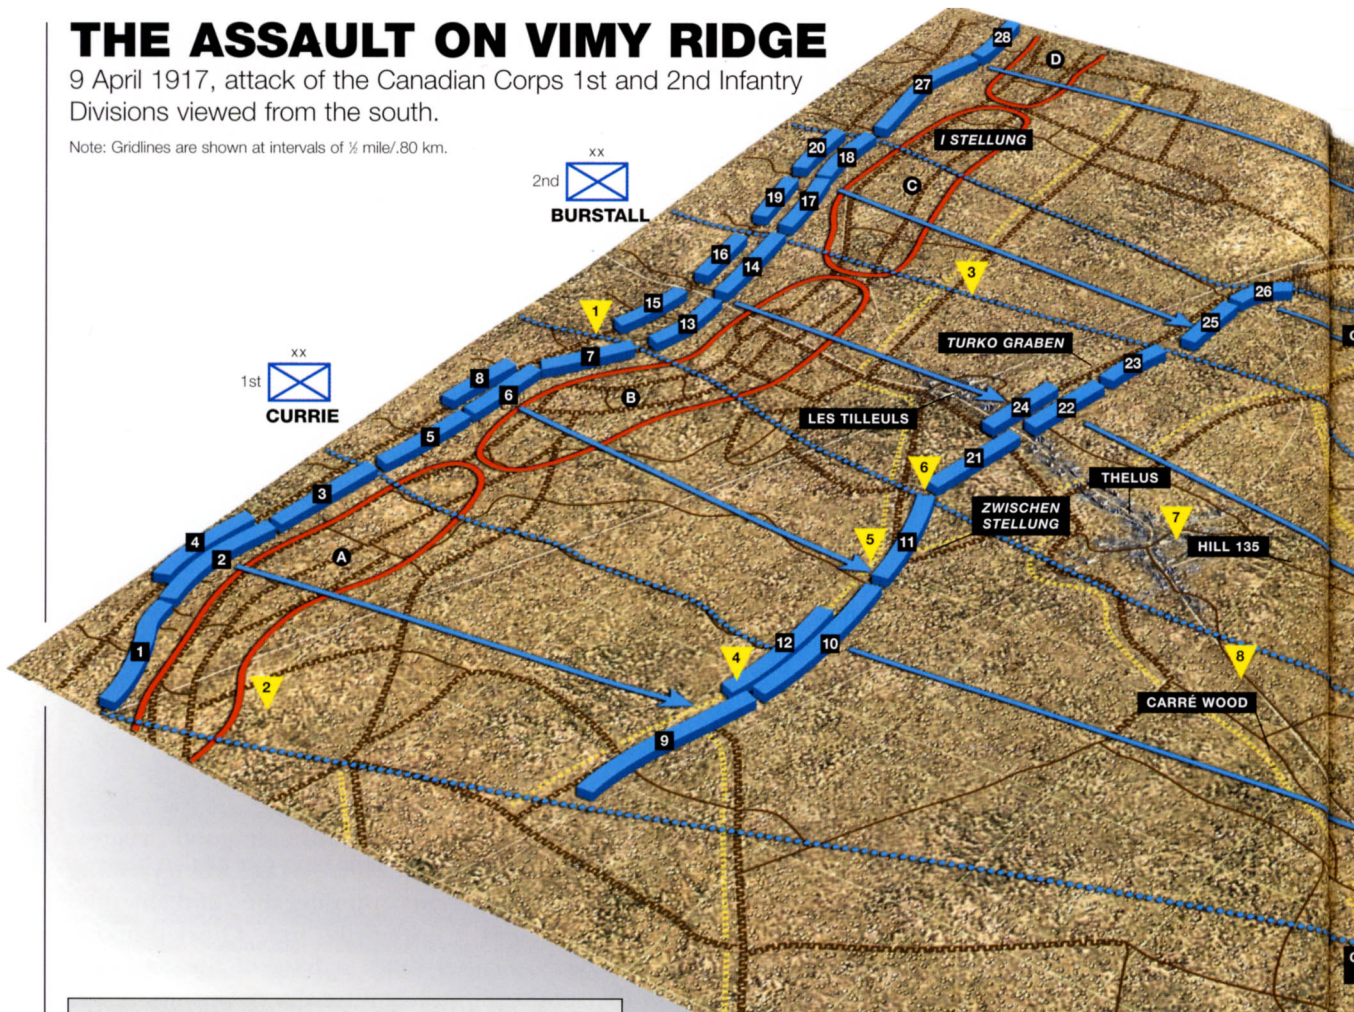 THE ASSAULT ON VIMY RIDGE
9 April 1917, attack of the Canadian Corps 1st and 2nd Infantry
Divisions viewed from the south.
Note: Gridlines are shown at intervals of ½ mile/.80 km.
xx
2nd
BURSTALL
xx
1st
CURRIE
28
D
27
I STELLUNG
20
18
C
19
17
16
14
3
26
15
1
13
25
TURKO GRABEN
7
23
8
6
B
24
22
LES TILLEULS
5
21
6
THELUS
3
ZWISCHEN
STELLUNG
7
4
2
A
5
11
HILL 135
1
12
10
4
8
2
CARRÉ WOOD
9